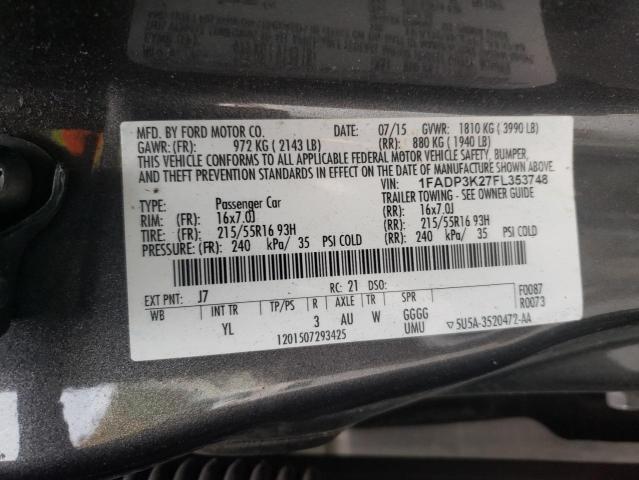 MFD. BY FORD MOTOR CO. DATE: 07/15 GVWR: 1810 KG ( 3990 LB)
GAWR: (FR): 972 KG ( 2143 LB) (RR): 880 KG ( 1940 LB)
THIS VEHICLE CONFORMS TO ALL APPLICABLE FEDERAL MOTOR VEHICLE SAFETY, BUMPER,
AND THEFT PREVENTION STANDARDS IN EFFECT ON THE DATE OF MANUFACTURE SHOWN ABOVE.
VIN: 1FADP3K27FL353748
TYPE: Passenger Car TRAILER TOWING - SEE OWNER GUIDE
RIM: (FR): 16x7.0J (RR): 16x7.0J
TIRE: (FR): 215/55R16 93H (RR): 215/55R16 93H
PRESSURE: (FR): 240 kPa/ 35 PSI COLD (RR): 240 kPa/ 35 PSI COLD
EXT PNT: J7 RC: 21 DSO: F0087
WB INT TR TP/PS R AXLE TR SPR R0073
YL 3 AU W GGGG
1201507293425 UMU ▽ 5U5A-3520472-AA